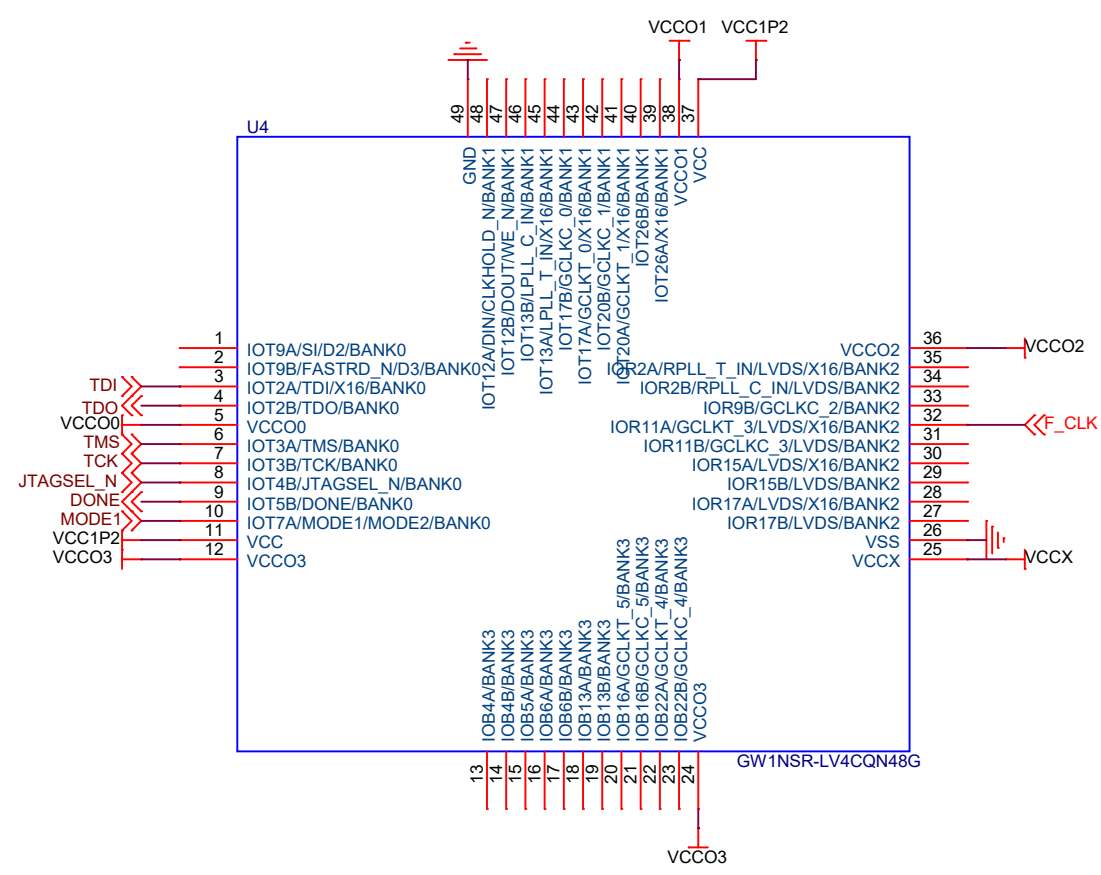 VCCO1
VCC1P2
49
48
47
46
45
44
43
42
41
40
39
38
37
U4
GND
IOT12A/DIN/CLKHOLD_N/BANK1
IOT12B/DOUT/WE_N/BANK1
IOT13B/LPLL_C_IN/BANK1
IOT13A/LPLL_T_IN/X16/BANK1
IOT17B/GCLKC_0/BANK1
IOT17A/GCLKT_0/X16/BANK1
IOT20B/GCLKC_1/BANK1
IOT20A/GCLKT_1/X16/BANK1
IOT26B/BANK1
IOT26A/X16/BANK1
VCCO1
VCC
1 IOT9A/SI/D2/BANK0
2 IOT9B/FASTRD_N/D3/BANK0
TDI 3 IOT2A/TDI/X16/BANK0
TDO 4 IOT2B/TDO/BANK0
VCCO0 5 VCCO0
TMS 6 IOT3A/TMS/BANK0
TCK 7 IOT3B/TCK/BANK0
JTAGSEL_N 8 IOT4B/JTAGSEL_N/BANK0
DONE 9 IOT5B/DONE/BANK0
MODE1 10 IOT7A/MODE1/MODE2/BANK0
VCC1P2 11 VCC
VCCO3 12 VCCO3
VCCO2 36 VCCO2
IOR2A/RPLL_T_IN/LVDS/X16/BANK2 35
IOR2B/RPLL_C_IN/LVDS/BANK2 34
IOR9B/GCLKC_2/BANK2 33
IOR11A/GCLKT_3/LVDS/X16/BANK2 32 F_CLK
IOR11B/GCLKC_3/LVDS/BANK2 31
IOR15A/LVDS/X16/BANK2 30
IOR15B/LVDS/BANK2 29
IOR17A/LVDS/X16/BANK2 28
IOR17B/LVDS/BANK2 27
VSS 26
VCCX 25 VCCX
IOB4A/BANK3
IOB4B/BANK3
IOB5A/BANK3
IOB6A/BANK3
IOB6B/BANK3
IOB13A/BANK3
IOB13B/BANK3
IOB16A/GCLKT_5/BANK3
IOB16B/GCLKC_5/BANK3
IOB22A/GCLKT_4/BANK3
IOB22B/GCLKC_4/BANK3
VCCO3
GW1NSR-LV4CQN48G
13
14
15
16
17
18
19
20
21
22
23
24
VCCO3